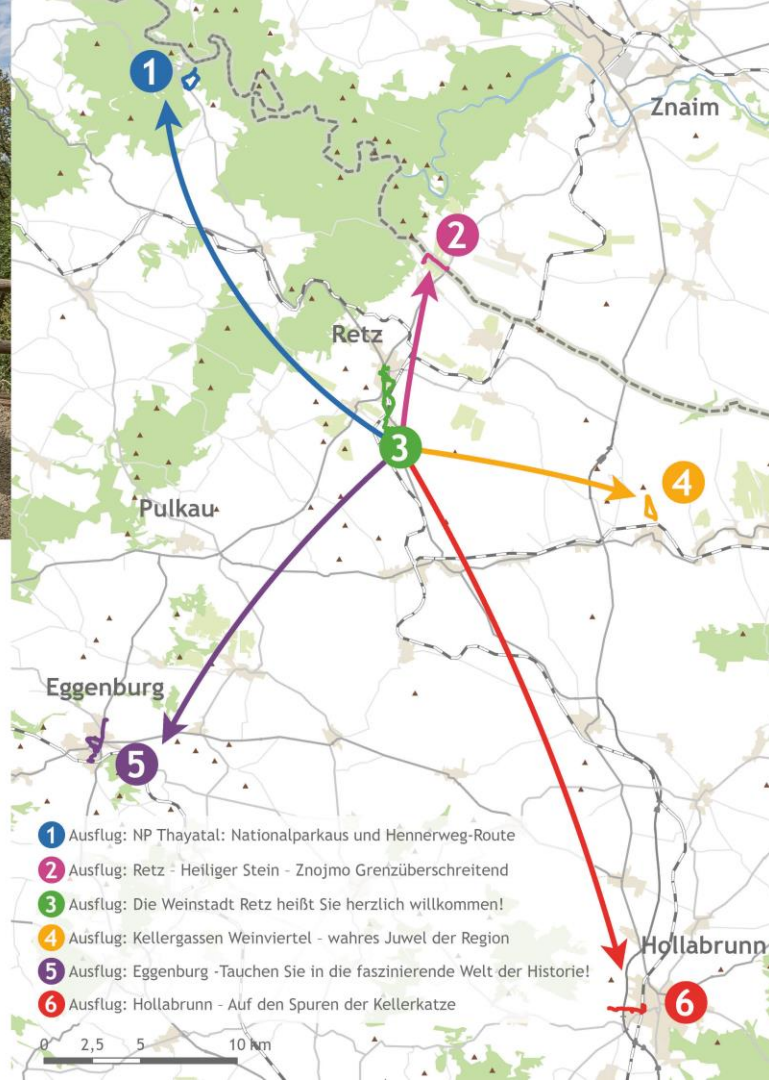 1
Znaim
2
Retz
3
4
Pulkau
Eggenburg
5
1 Ausflug: NP Thayatal: Nationalparkaus und Hennerweg-Route
2 Ausflug: Retz - Heiliger Stein - Znojmo Grenzüberschreitend
3 Ausflug: Die Weinstadt Retz heißt Sie herzlich willkommen!
4 Ausflug: Kellergassen Weinviertel - wahres Juwel der Region
5 Ausflug: Eggenburg -Tauchen Sie in die faszinierende Welt der Historie!
6 Ausflug: Hollabrunn - Auf den Spuren der Kellerkatze
Hollabrunn
6
0 2,5 5 10 km